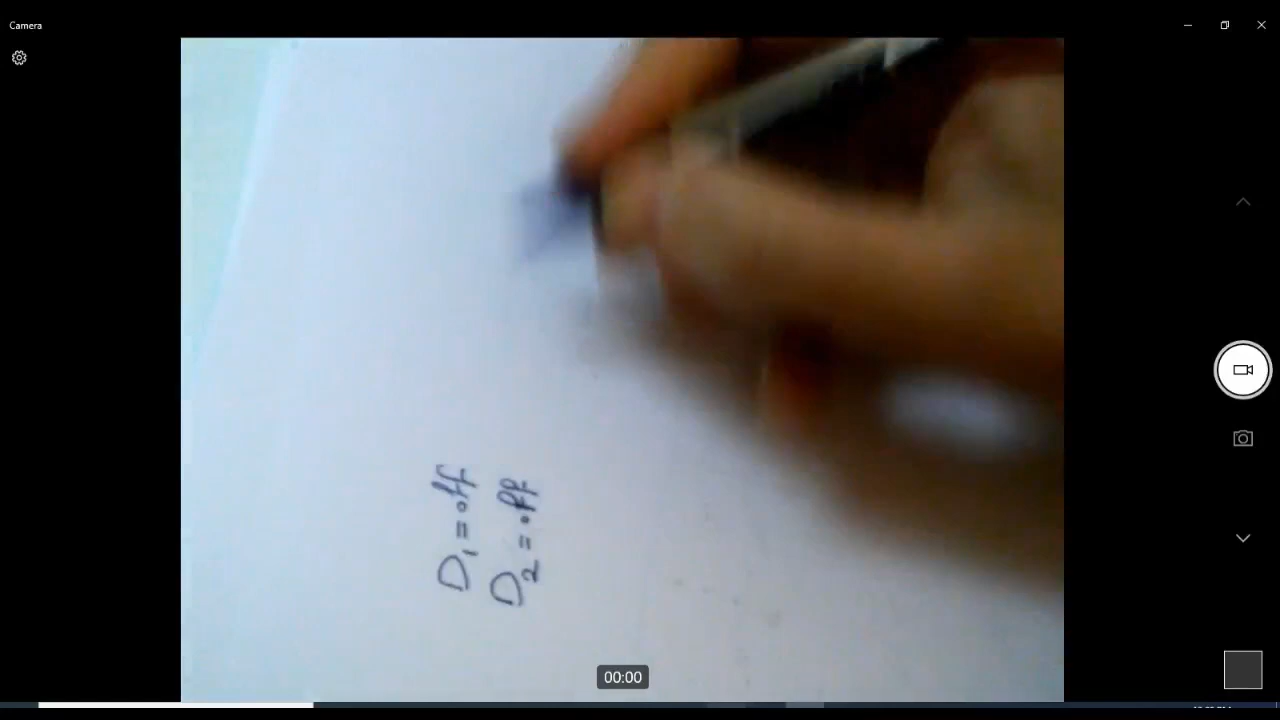 Camera
D₁ = off
D₂ = off
00:00